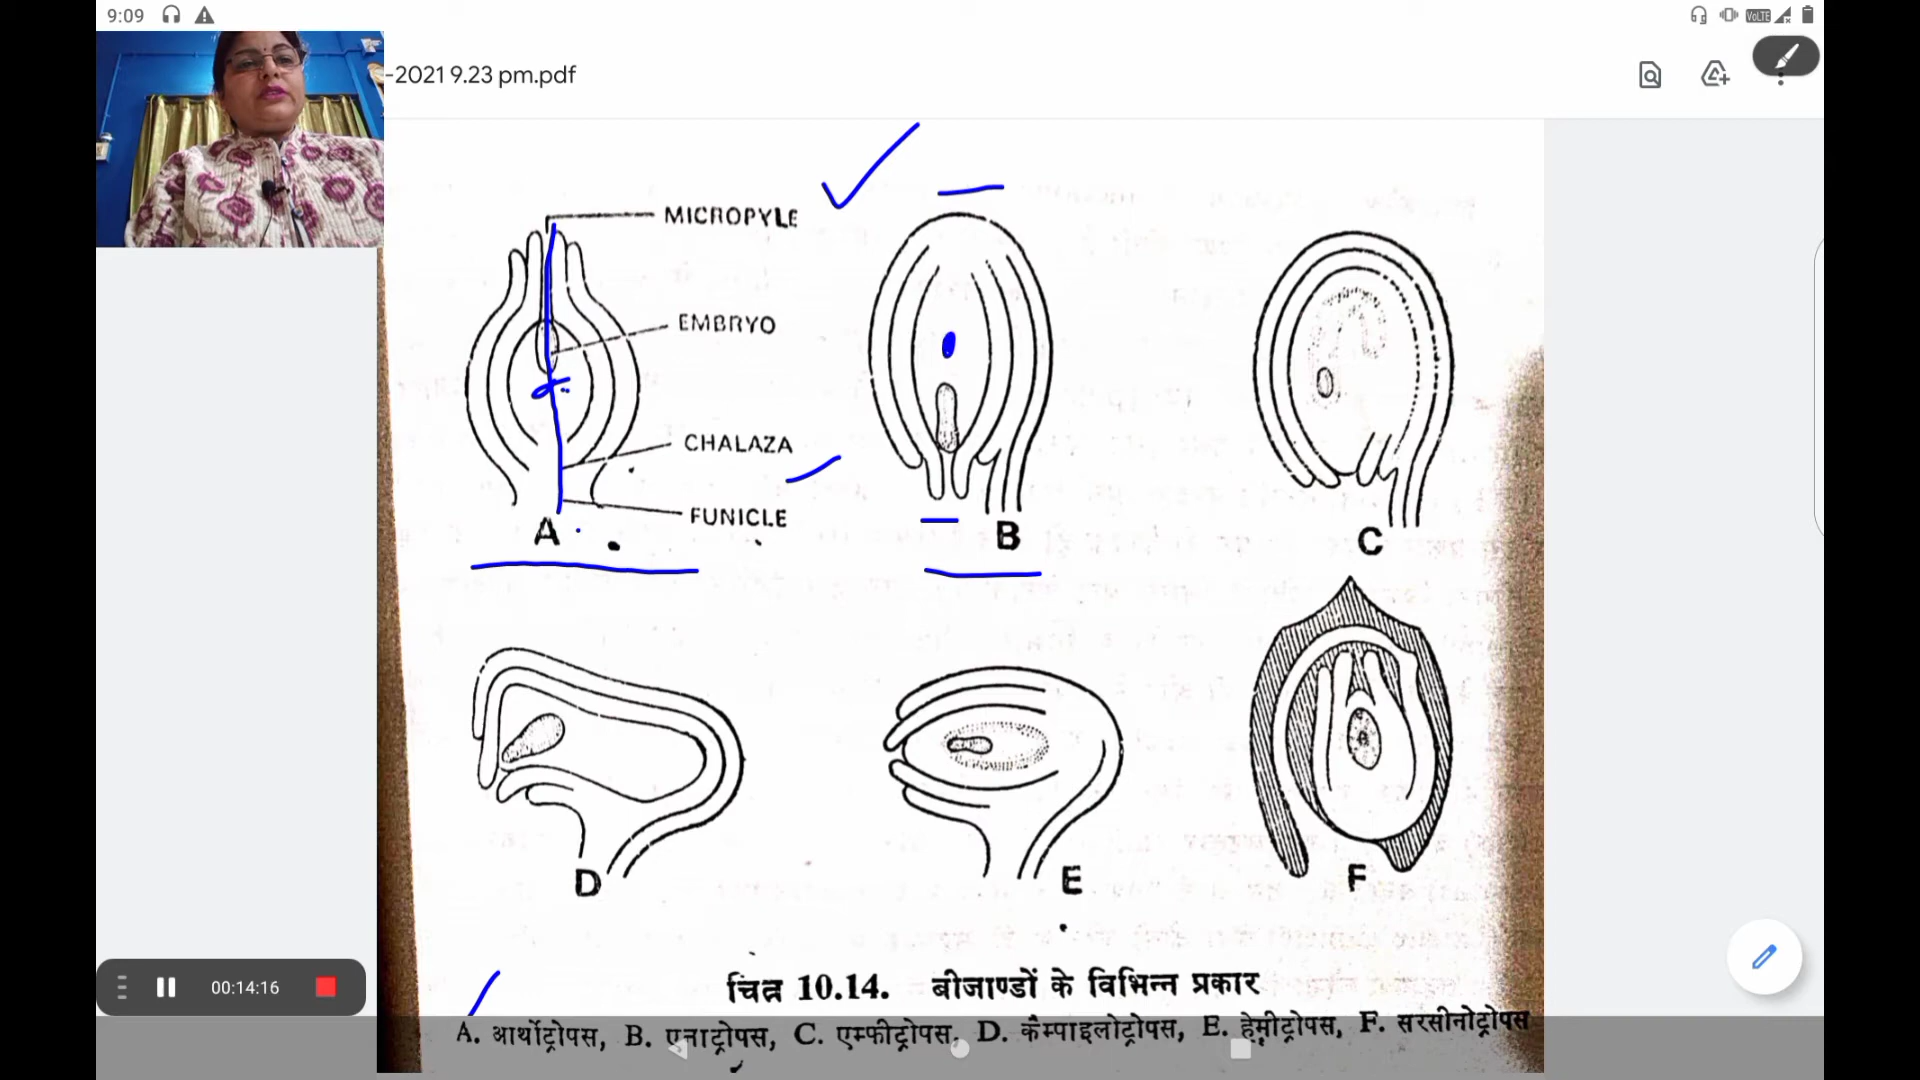 9:09
VoLTE
-2021 9.23 pm.pdf
MICROPYLE
EMBRYO
CHALAZA
FUNICLE
A
B
C
D
E
F
00:14:16
चित्र 10.14. बीजाण्डों के विभिन्न प्रकार
A. आर्थोट्रोपस, B. एनाट्रोपस, C. एम्फीट्रोपस, D. कैम्पाइलोट्रोपस, E. हेमीट्रोपस, F. सरसीनोट्रोपस